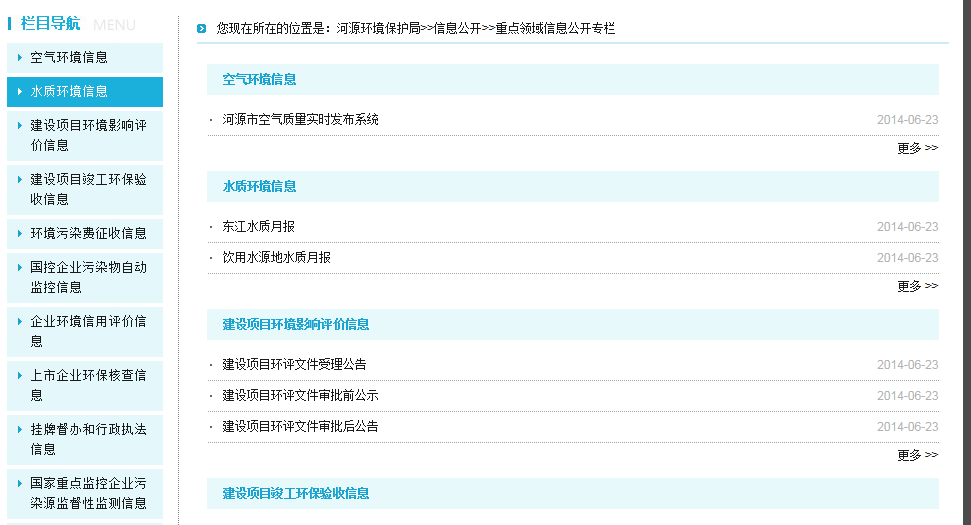 栏目导航 MENU
空气环境信息
水质环境信息
建设项目环境影响评
价信息
建设项目竣工环保验
收信息
环境污染费征收信息
国控企业污染物自动
监控信息
企业环境信用评价信
息
上市企业环保核查信
息
挂牌督办和行政执法
信息
国家重点监控企业污
染源监督性监测信息
您现在所在的位置是：河源环境保护局>>信息公开>>重点领域信息公开专栏
空气环境信息
· 河源市空气质量实时发布系统 2014-06-23
更多 >>
水质环境信息
· 东江水质月报 2014-06-23
· 饮用水源地水质月报 2014-06-23
更多 >>
建设项目环境影响评价信息
· 建设项目环评文件受理公告 2014-06-23
· 建设项目环评文件审批前公示 2014-06-23
· 建设项目环评文件审批后公告 2014-06-23
更多 >>
建设项目竣工环保验收信息